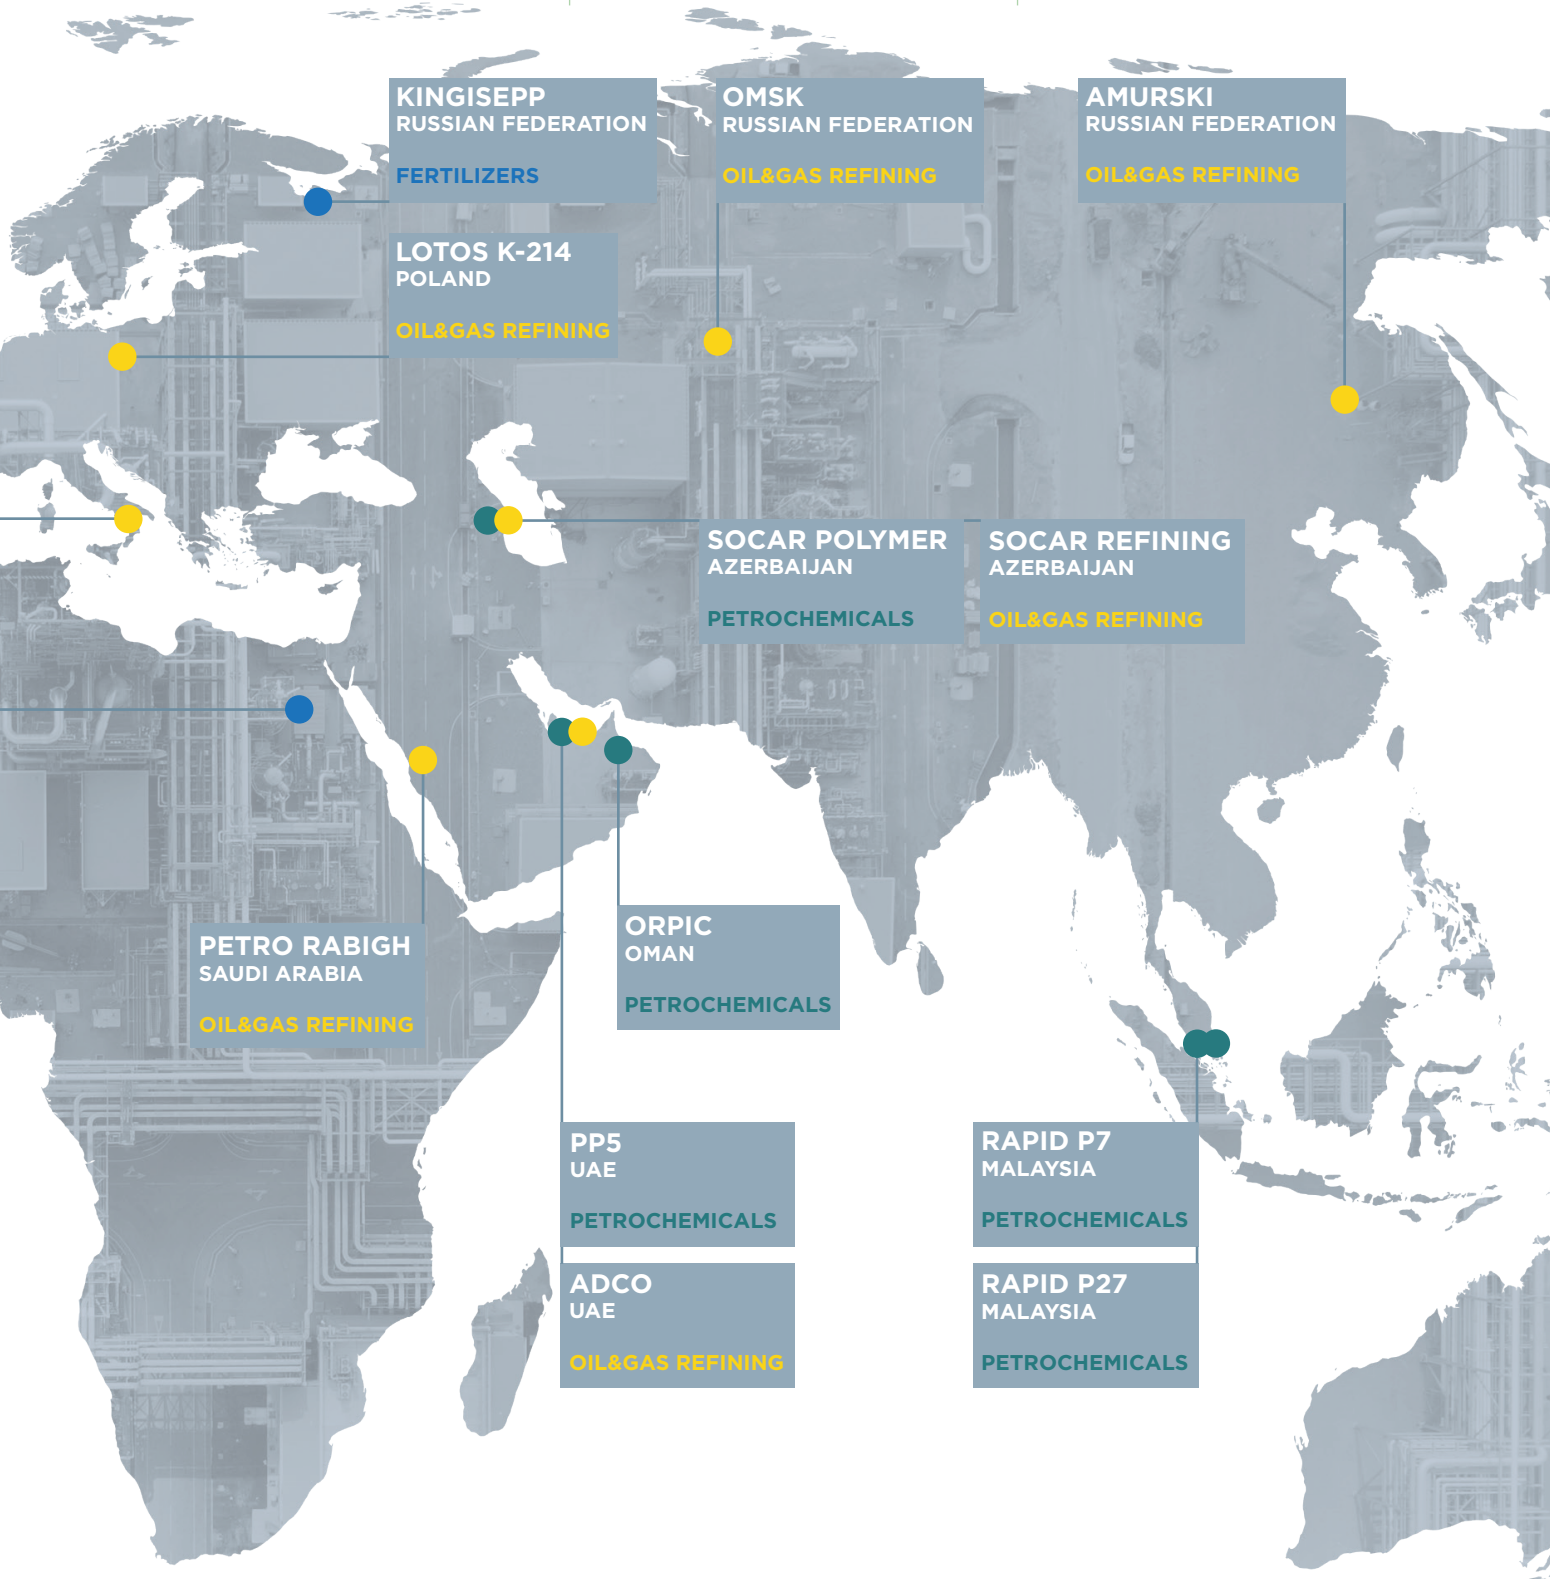 KINGISEPP
RUSSIAN FEDERATION
FERTILIZERS
OMSK
RUSSIAN FEDERATION
OIL&GAS REFINING
AMURSKI
RUSSIAN FEDERATION
OIL&GAS REFINING
LOTOS K-214
POLAND
OIL&GAS REFINING
SOCAR POLYMER
AZERBAIJAN
PETROCHEMICALS
SOCAR REFINING
AZERBAIJAN
OIL&GAS REFINING
PETRO RABIGH
SAUDI ARABIA
OIL&GAS REFINING
ORPIC
OMAN
PETROCHEMICALS
PP5
UAE
PETROCHEMICALS
RAPID P7
MALAYSIA
PETROCHEMICALS
ADCO
UAE
OIL&GAS REFINING
RAPID P27
MALAYSIA
PETROCHEMICALS